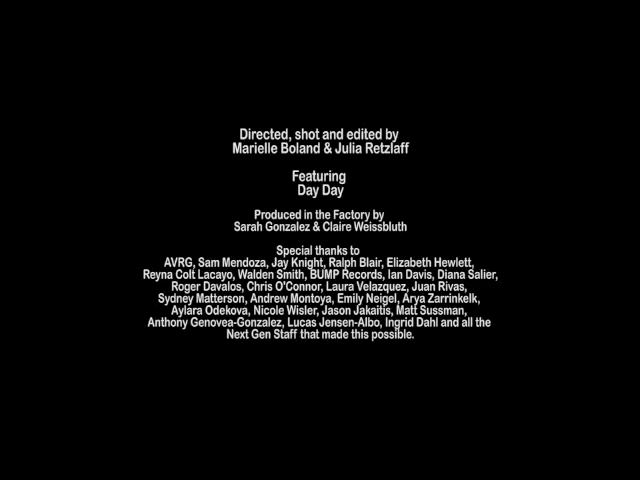 Directed, shot and edited by
Marielle Boland & Julia Retzlaff
Featuring
Day Day
Produced in the Factory by
Sarah Gonzalez & Claire Weissbluth
Special thanks to
AVRG, Sam Mendoza, Jay Knight, Ralph Blair, Elizabeth Hewlett,
Reyna Colt Lacayo, Walden Smith, BUMP Records, Ian Davis, Diana Salier,
Roger Davalos, Chris O'Connor, Laura Velazquez, Juan Rivas,
Sydney Matterson, Andrew Montoya, Emily Neigel, Arya Zarrinkelk,
Aylara Odekova, Nicole Wisler, Jason Jakaitis, Matt Sussman,
Anthony Genovea-Gonzalez, Lucas Jensen-Albo, Ingrid Dahl and all the
Next Gen Staff that made this possible.